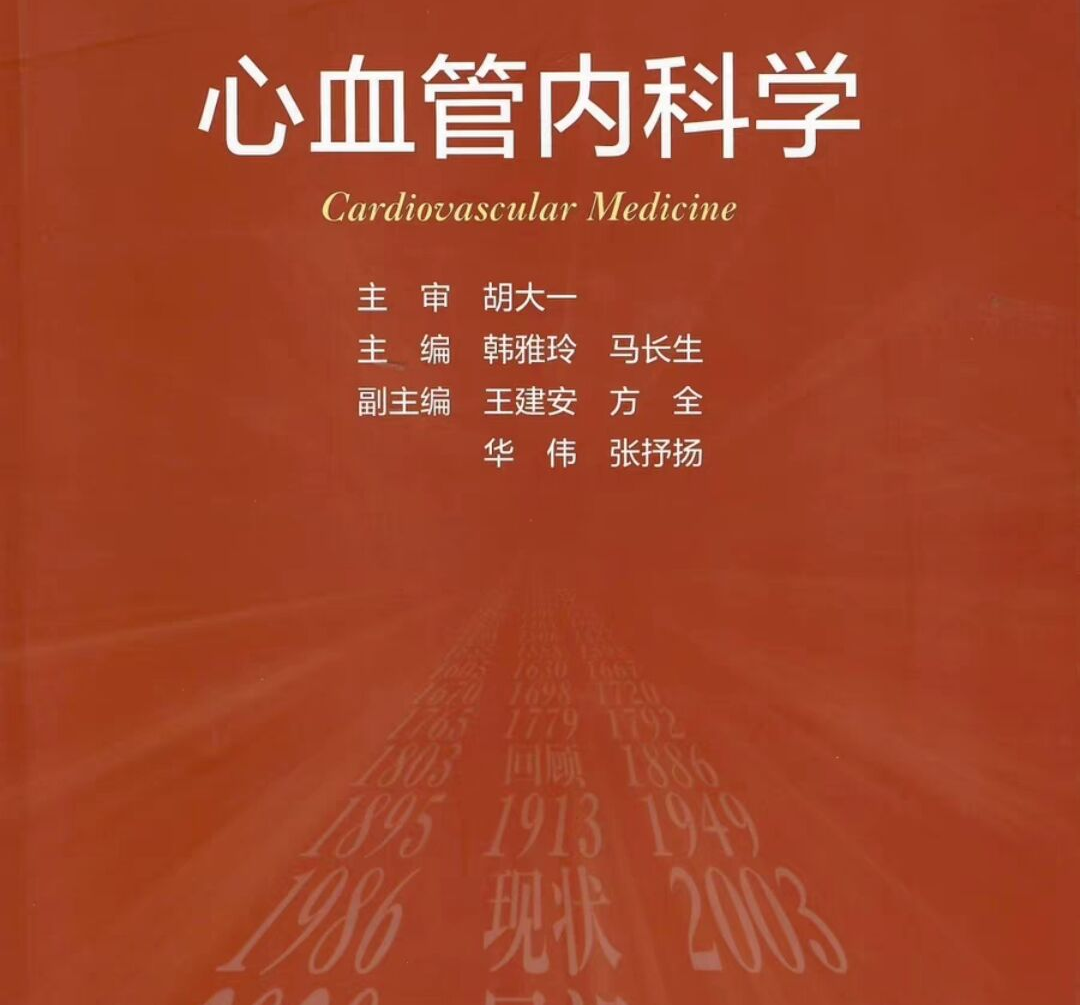 心血管内科学
Cardiovascular Medicine
主 审 胡大一
主 编 韩雅玲 马长生
副主编 王建安 方 全
华 伟 张抒扬
1670 1698 1720
1765 1779 1792
1803 回顾 1886
1895 1913 1949
1986 现状 2003